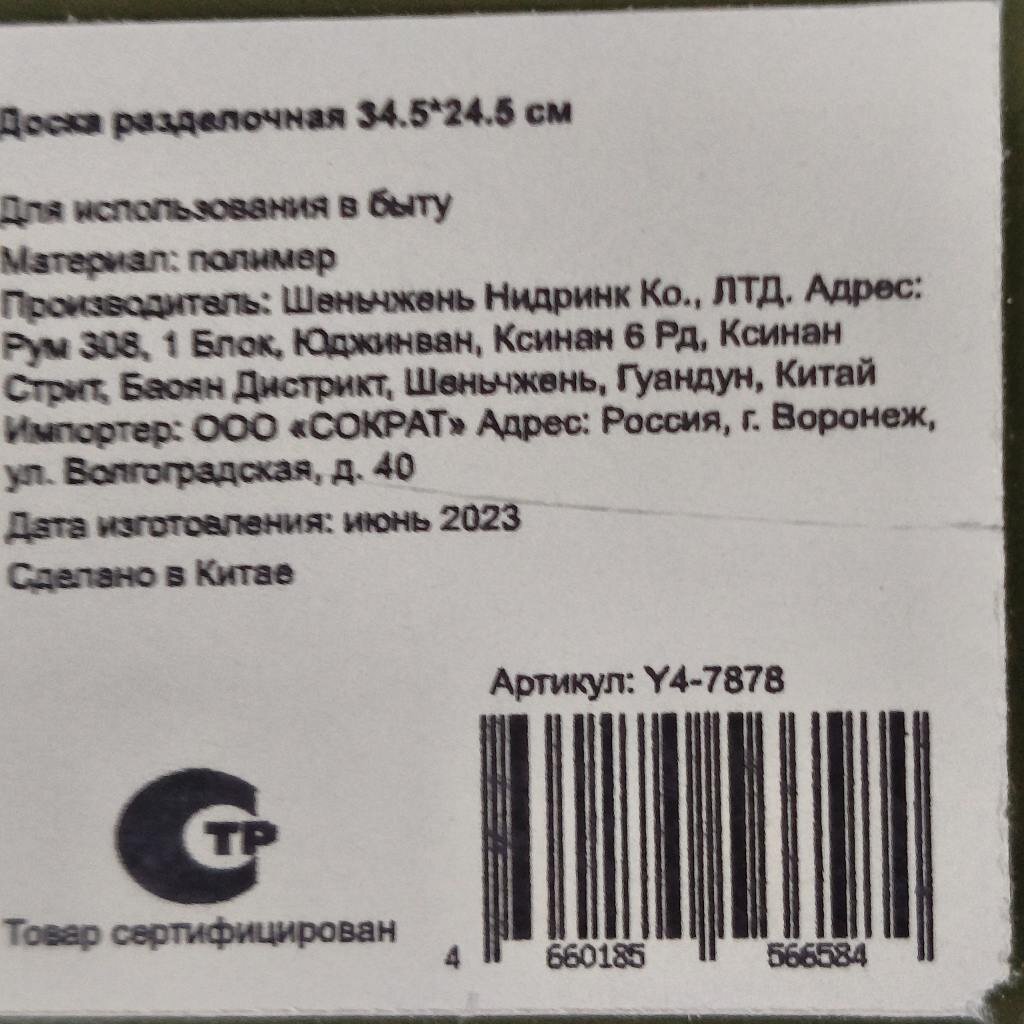 Доска разделочная 34.5*24.5 см
Для использования в быту
Материал: полимер
Производитель: Шеньчжень Нидринк Ко., ЛТД. Адрес:
Рум 308, 1 Блок, Юджинван, Ксинан 6 Рд, Ксинан
Стрит, Баоян Дистрикт, Шеньчжень, Гуандун, Китай
Импортер: ООО «СОКРАТ» Адрес: Россия, г. Воронеж,
ул. Волгоградская, д. 40
Дата изготовления: июнь 2023
Сделано в Китае
Артикул: Y4-7878
СТР
Товар сертифицирован
4 660185 566584